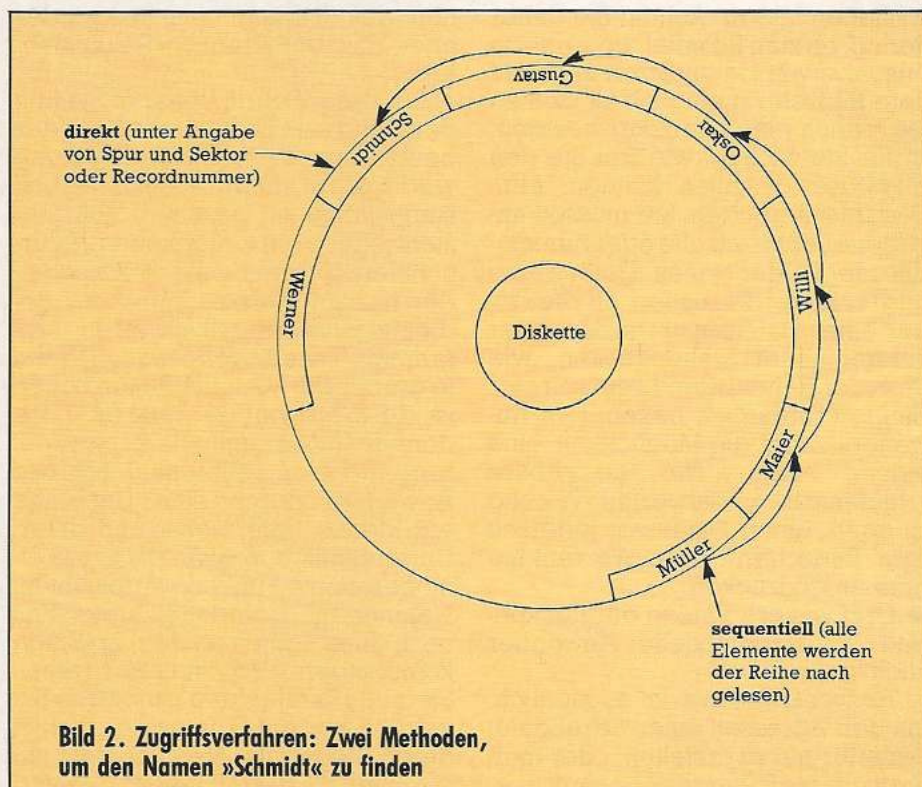 direkt (unter Angabe
von Spur und Sektor
oder Recordnummer)
Werner
Schmidt
Gustav
Oskar
Willi
Maier
Müller
Diskette
sequentiell (alle
Elemente werden
der Reihe nach
gelesen)
Bild 2. Zugriffsverfahren: Zwei Methoden,
um den Namen »Schmidt« zu finden